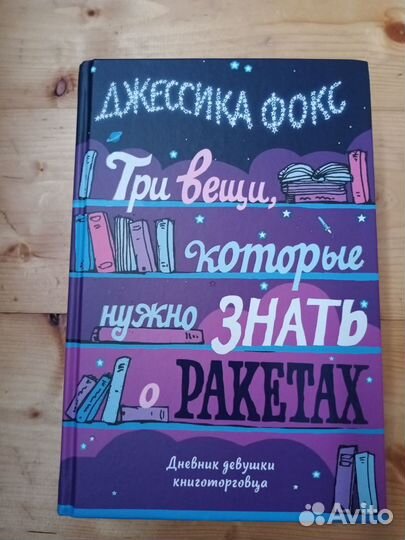 ДЖЕССИКА ФОКС
Три вещи,
которые
нужно ЗНАТЬ
о РАКЕТАХ
Дневник девушки
книготорговца
Avito